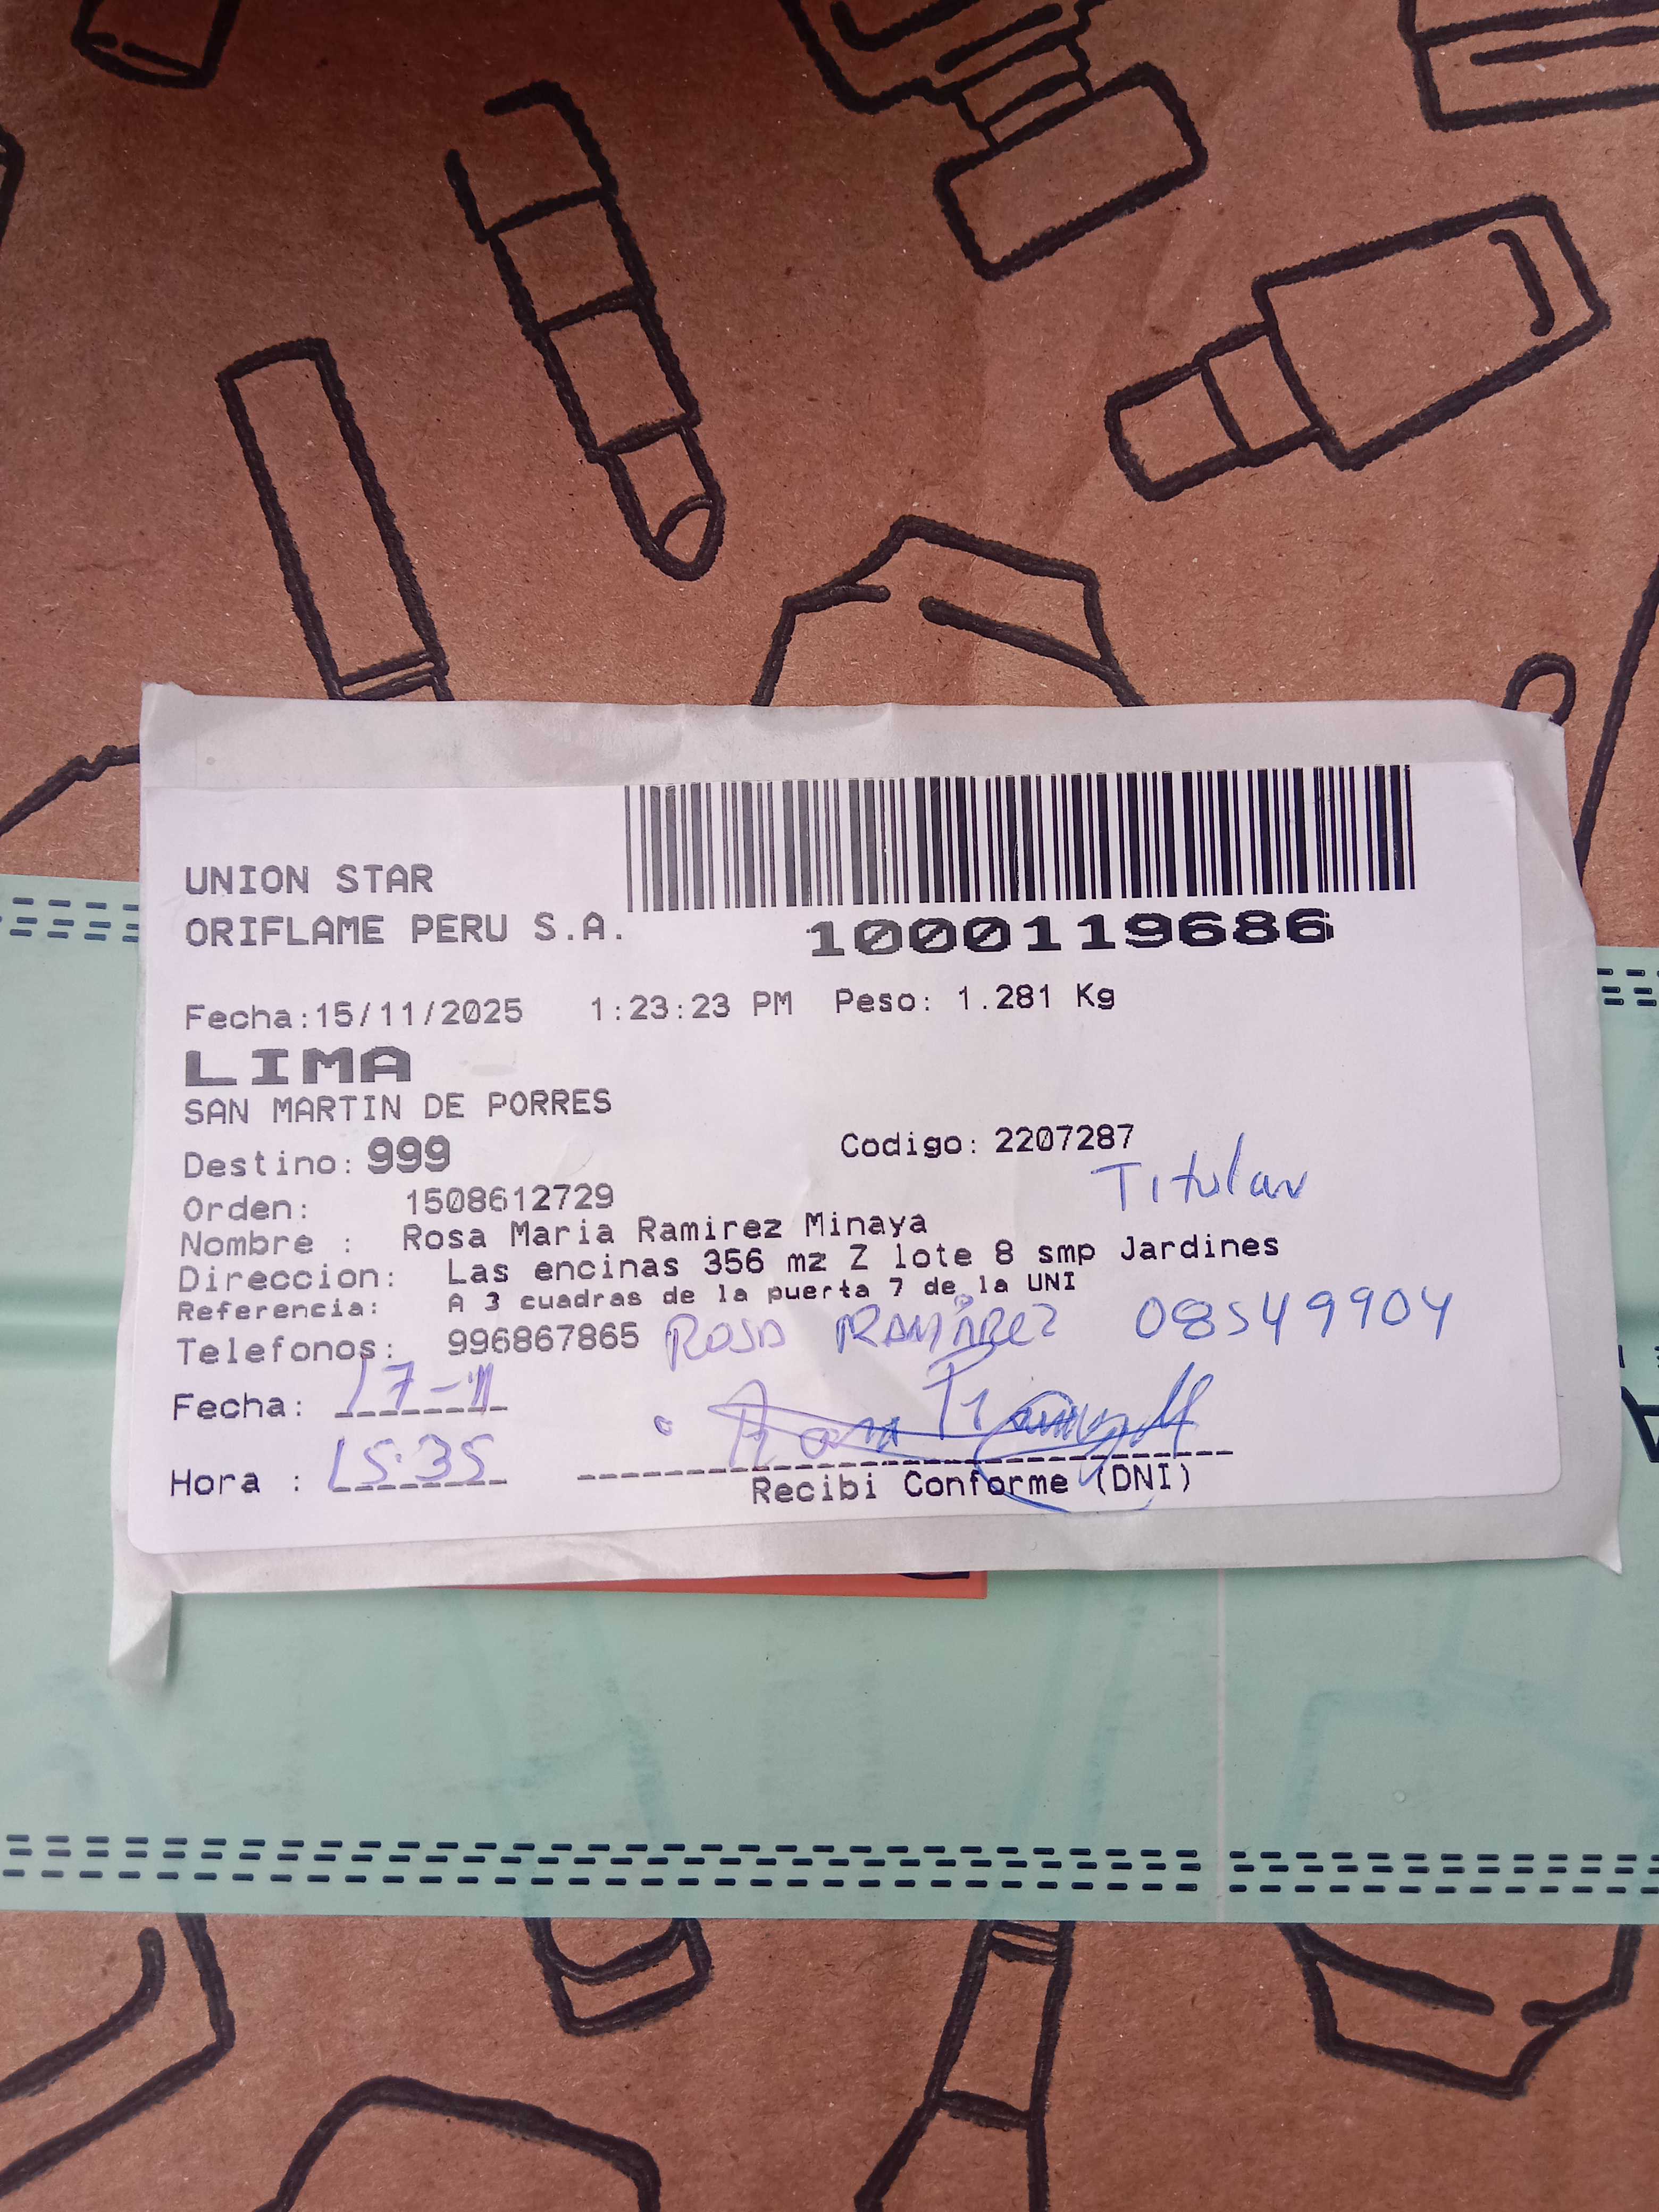 UNION STAR
ORIFLAME PERU S.A.
1000119686
Fecha:15/11/2025 1:23:23 PM Peso: 1.281 Kg
LIMA
SAN MARTIN DE PORRES
Destino: 999 Codigo: 2207287
Titular
Orden: 1508612729
Nombre : Rosa Maria Ramirez Minaya
Direccion: Las encinas 356 mz Z lote 8 smp Jardines
Referencia: A 3 cuadras de la puerta 7 de la UNI
Telefonos: 996867865 ROSA RAMIREZ 08549904
Fecha: 17-11
Hora : 15:35
Recibi Conforme (DNI)